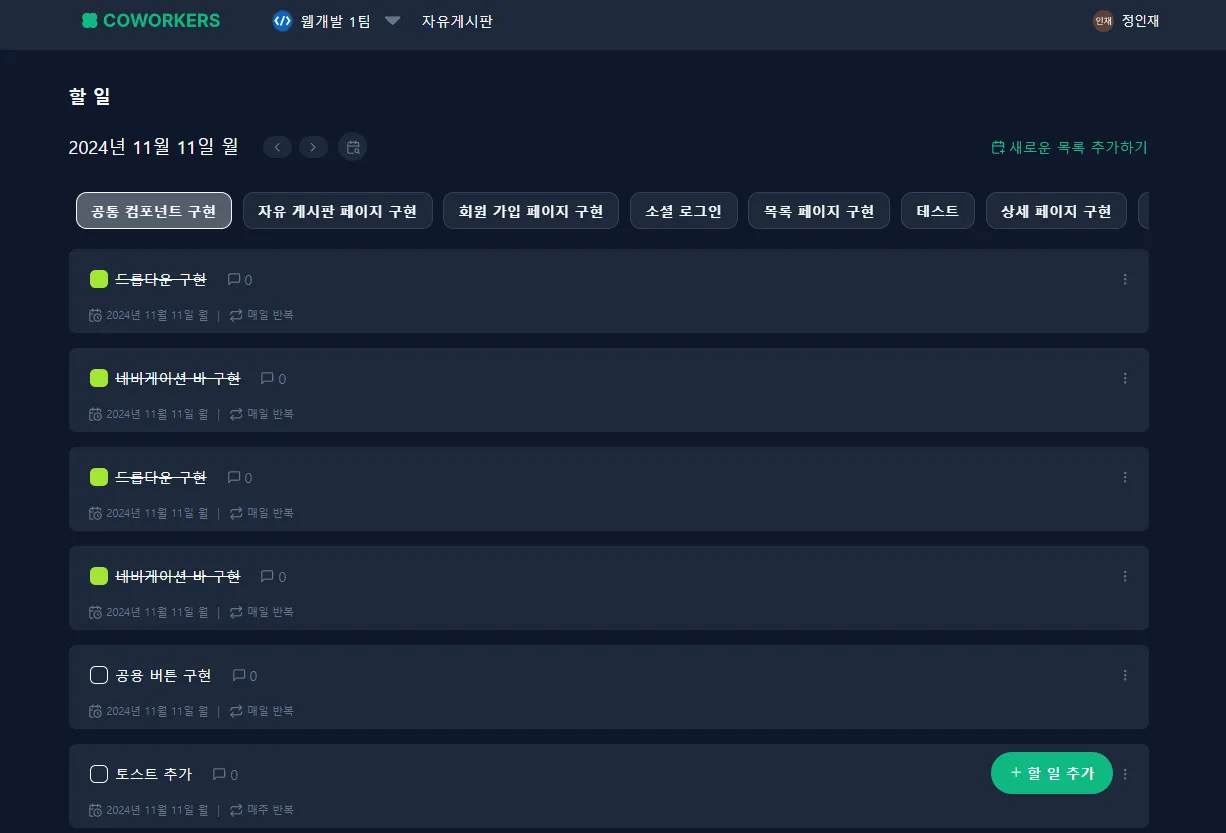 COWORKERS 웹개발 1팀 자유게시판 인재 정인재
할 일
2024년 11월 11일 월 새로운 목록 추가하기
공통 컴포넌트 구현 자유 게시판 페이지 구현 회원 가입 페이지 구현 소셜 로그인 목록 페이지 구현 테스트 상세 페이지 구현
드롭다운 구현 0
2024년 11월 11일 월 | 매일 반복
네비게이션 바 구현 0
2024년 11월 11일 월 | 매일 반복
드롭다운 구현 0
2024년 11월 11일 월 | 매일 반복
네비게이션 바 구현 0
2024년 11월 11일 월 | 매일 반복
공용 버튼 구현 0
2024년 11월 11일 월 | 매일 반복
토스트 추가 0 + 할 일 추가
2024년 11월 11일 월 | 매주 반복